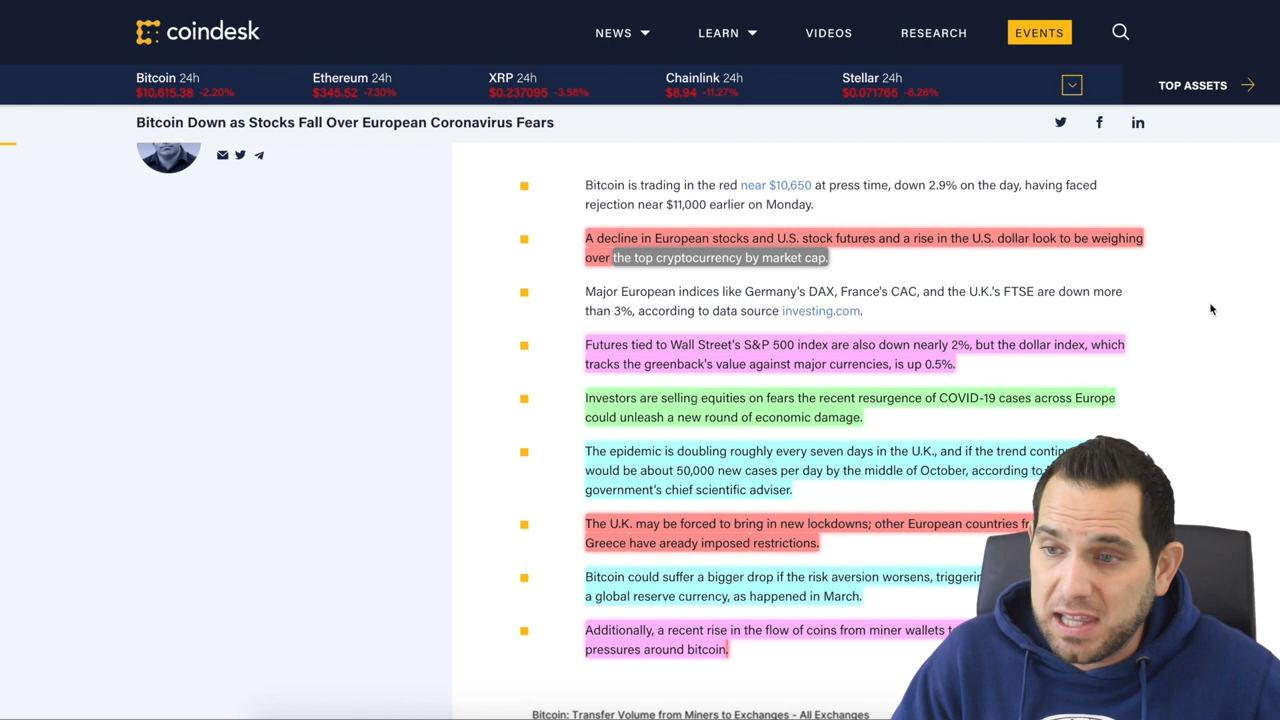 coindesk
NEWS LEARN VIDEOS RESEARCH EVENTS
Bitcoin 24h Ethereum 24h XRP 24h Chainlink 24h Stellar 24h
$10,615.38 -2.20% $345.52 -7.30% $0.237095 -3.56% $8.94 -11.27% $0.071765 -6.26%
TOP ASSETS
Bitcoin Down as Stocks Fall Over European Coronavirus Fears
Bitcoin is trading in the red near $10,650 at press time, down 2.9% on the day, having faced
rejection near $11,000 earlier on Monday.
A decline in European stocks and U.S. stock futures and a rise in the U.S. dollar look to be weighing
over the top cryptocurrency by market cap.
Major European indices like Germany's DAX, France's CAC, and the U.K.'s FTSE are down more
than 3%, according to data source investing.com.
Futures tied to Wall Street's S&P 500 index are also down nearly 2%, but the dollar index, which
tracks the greenback's value against major currencies, is up 0.5%.
Investors are selling equities on fears the recent resurgence of COVID-19 cases across Europe
could unleash a new round of economic damage.
The epidemic is doubling roughly every seven days in the U.K., and if the trend
would be about 50,000 new cases per day by the middle of October, according to
government's chief scientific adviser.
The U.K. may be forced to bring in new lockdowns; other European countries
Greece have aready imposed restrictions.
Bitcoin could suffer a bigger drop if the risk aversion worsens,
a global reserve currency, as happened in March.
Additionally, a recent rise in the flow of coins from miner wallets
pressures around bitcoin.
Bitcoin: Transfer Volume from Miners to Exchanges - All Exchanges